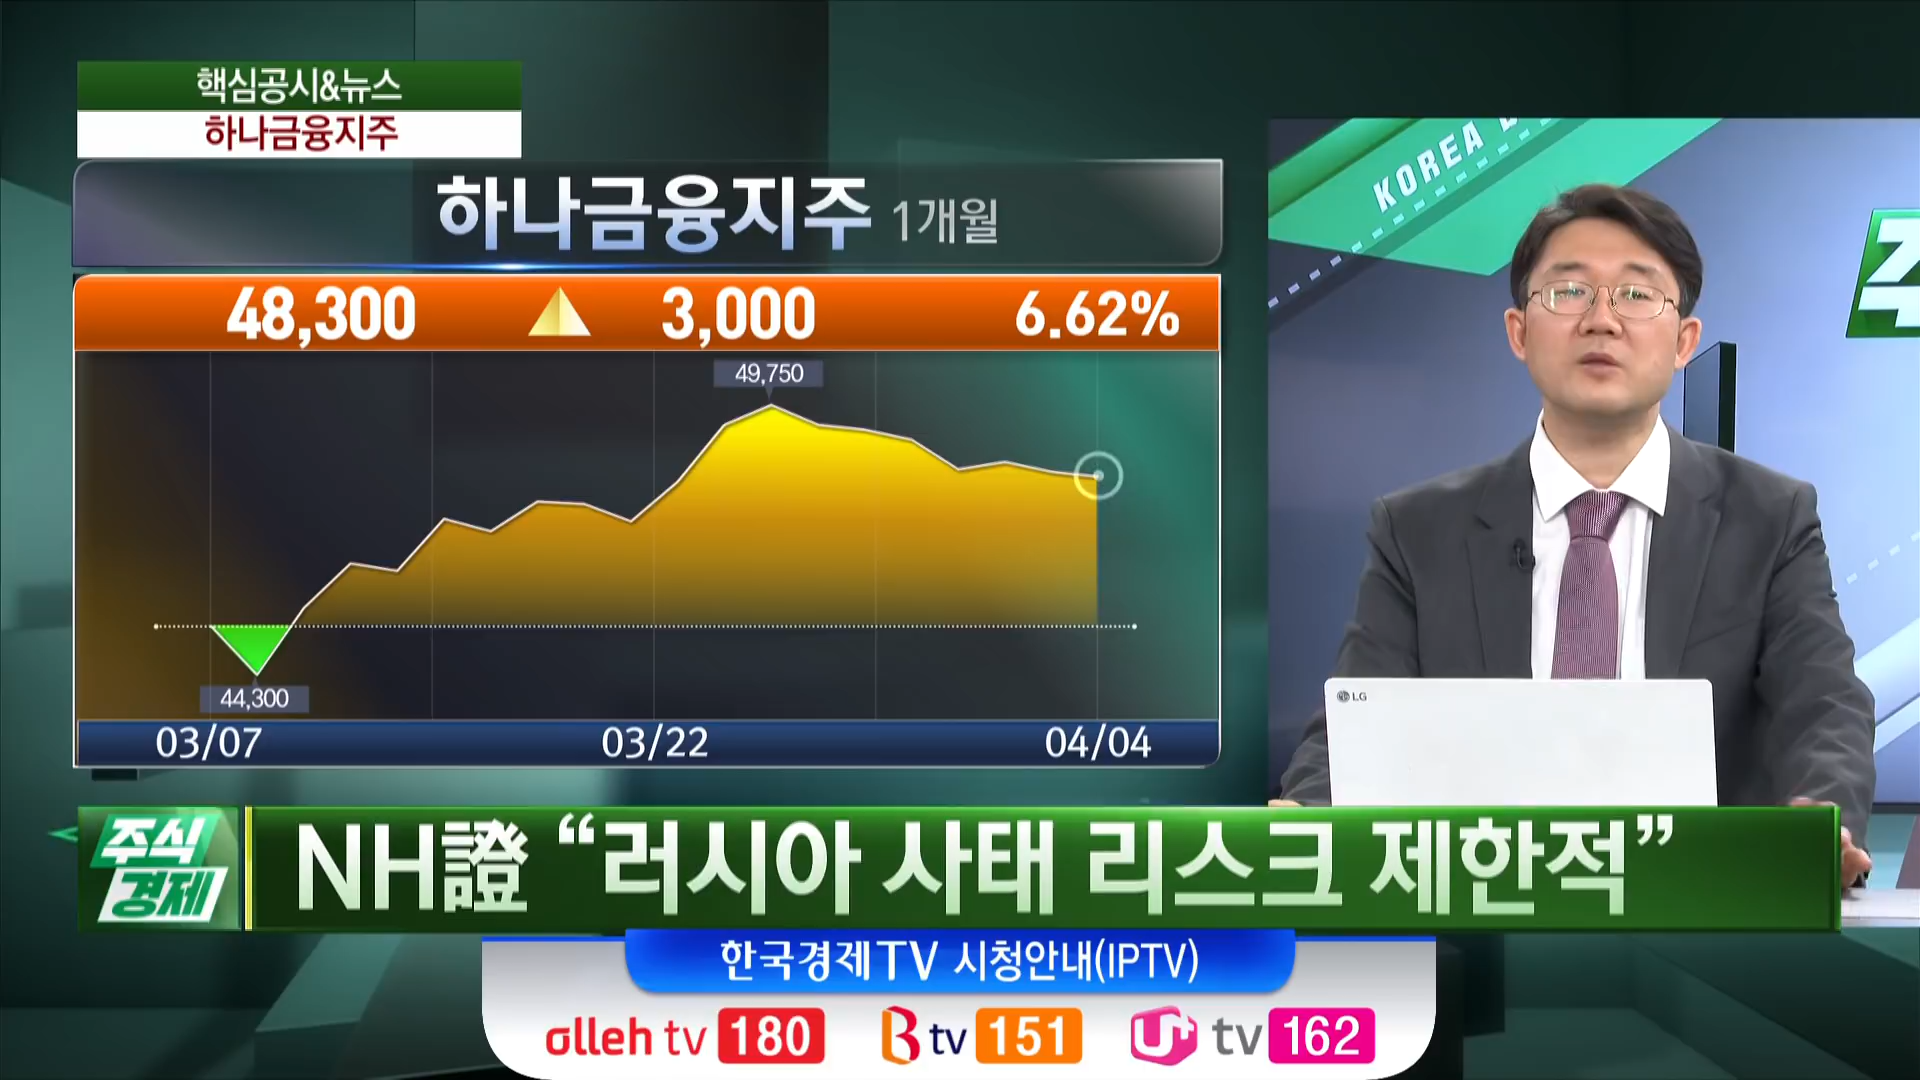 핵심공시&뉴스
하나금융지주
하나금융지주 1개월
48,300 3,000 6.62%
49,750
44,300
03/07 03/22 04/04
KOREA
LG
주식
경제
NH證 “러시아 사태 리스크 제한적”
한국경제TV 시청안내(IPTV)
olleh tv 180 B tv 151 U+ tv 162